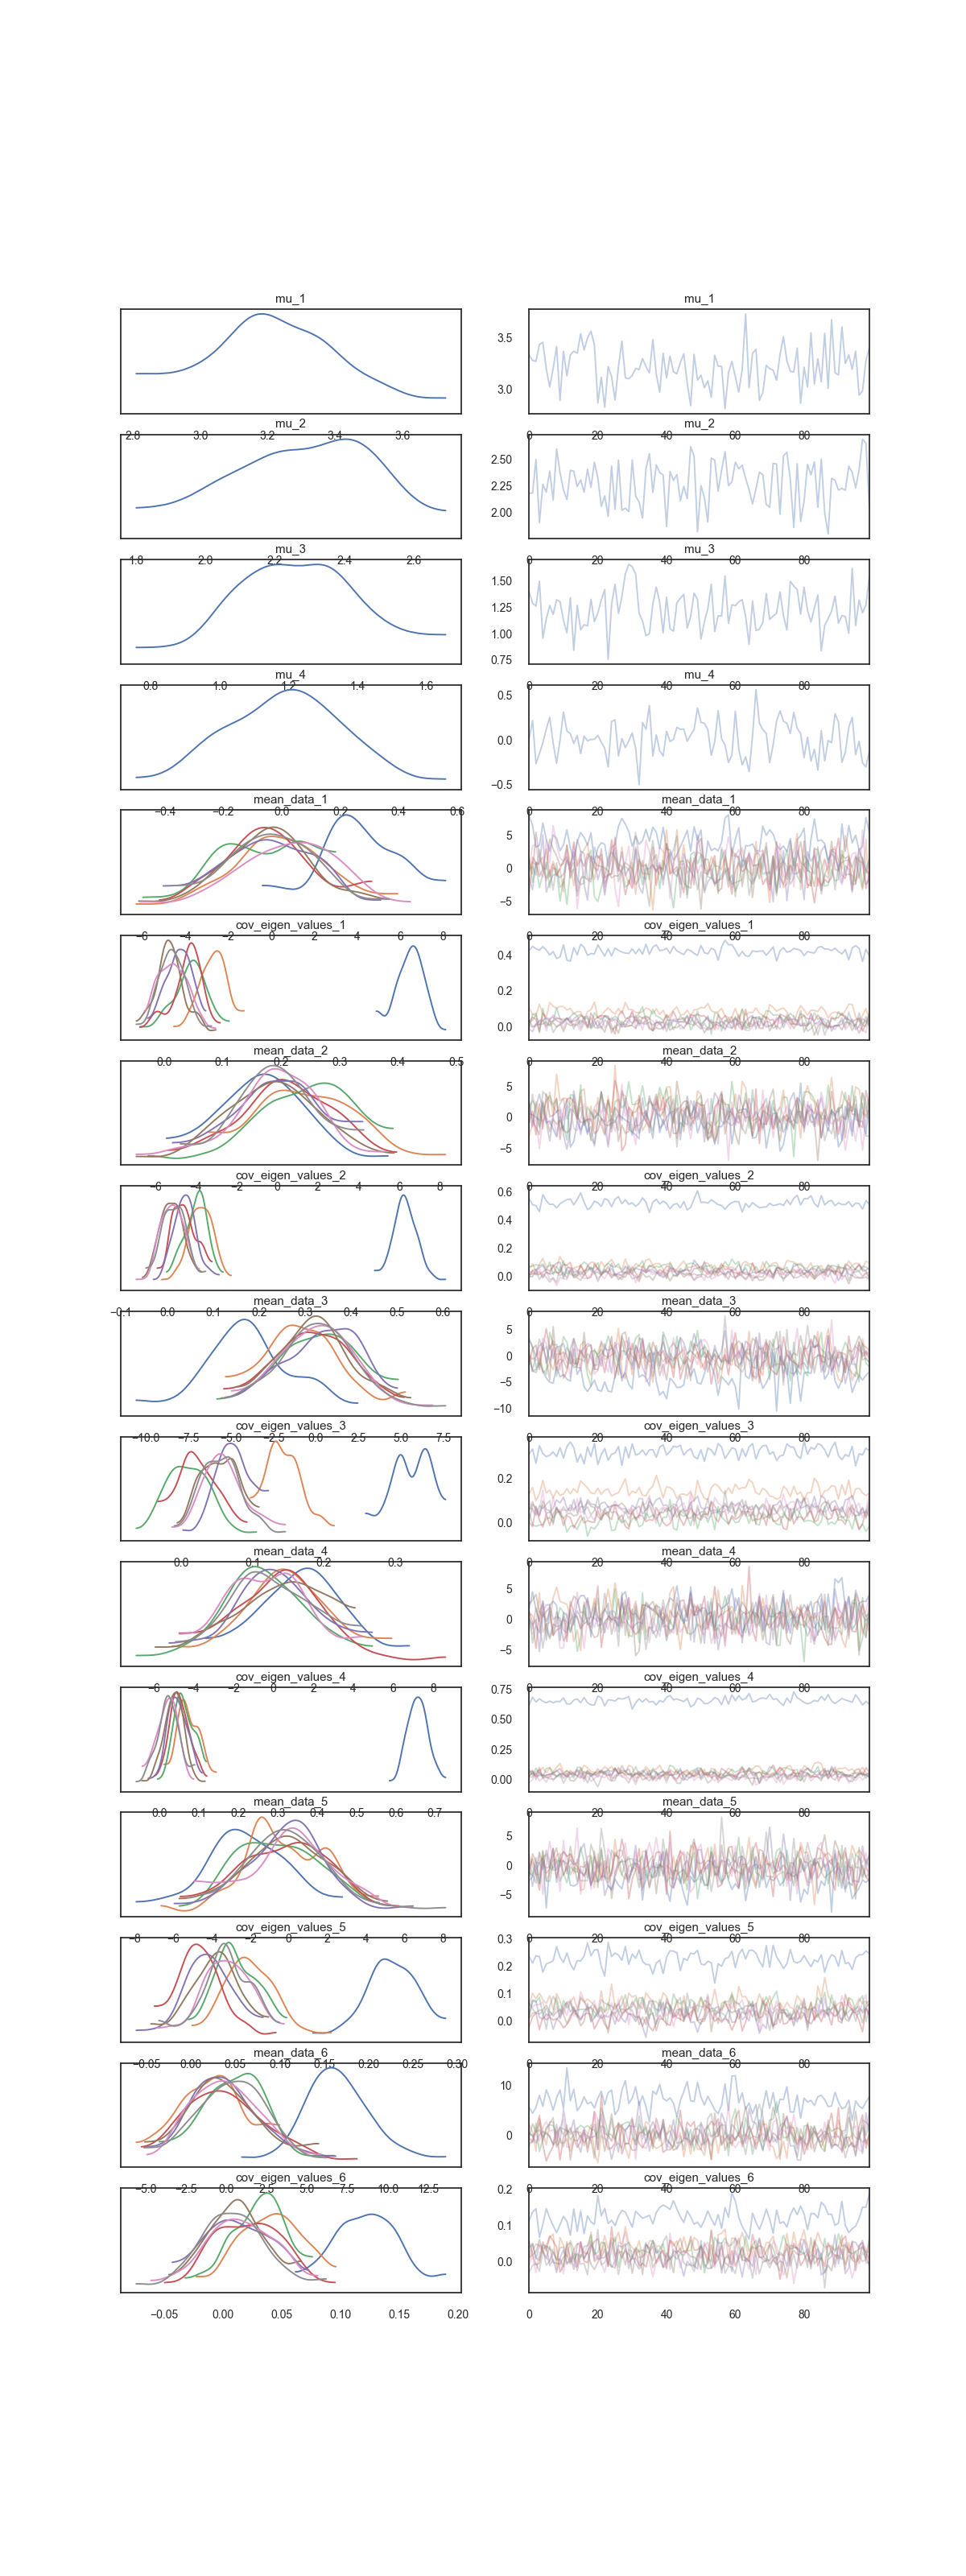 mu_1 mu_1
3.5
3.0
mu_2 mu_2
2.8 3.0 3.2 3.4 3.6 0 20 40 60 80
2.50
2.25
2.00
mu_3 mu_3
1.8 2.0 2.2 2.4 2.6 0 20 40 60 80
1.50
1.25
1.00
0.75
mu_4 mu_4
0.8 1.0 1.2 1.4 1.6 0 20 40 60 80
0.5
0.0
−0.5
mean_data_1 mean_data_1
−0.4 −0.2 0.0 0.2 0.4 0.6 0 20 40 60 80
5
0
−5
cov_eigen_values_1 cov_eigen_values_1
−6 −4 −2 0 2 4 6 8 0 20 40 60 80
0.4
0.2
0.0
mean_data_2 mean_data_2
0.0 0.1 0.2 0.3 0.4 0.5 0 20 40 60 80
5
0
−5
cov_eigen_values_2 cov_eigen_values_2
−6 −4 −2 0 2 4 6 8 0 20 40 60 80
0.6
0.4
0.2
0.0
mean_data_3 mean_data_3
−0.1 0.0 0.1 0.2 0.3 0.4 0.5 0.6 0 20 40 60 80
5
0
−5
−10
cov_eigen_values_3 cov_eigen_values_3
−10.0 −7.5 −5.0 −2.5 0.0 2.5 5.0 7.5 0 20 40 60 80
0.2
0.0
mean_data_4 mean_data_4
0.0 0.1 0.2 0.3 0 20 40 60 80
5
0
−5
cov_eigen_values_4 cov_eigen_values_4
−6 −4 −2 0 2 4 6 8 0 20 40 60 80
0.75
0.50
0.25
0.00
mean_data_5 mean_data_5
0.0 0.1 0.2 0.3 0.4 0.5 0.6 0.7 0 20 40 60 80
5
0
−5
cov_eigen_values_5 cov_eigen_values_5
−8 −6 −4 −2 0 2 4 6 8 0 20 40 60 80
0.3
0.2
0.1
0.0
mean_data_6 mean_data_6
−0.05 0.00 0.05 0.10 0.15 0.20 0.25 0.30 0 20 40 60 80
10
0
cov_eigen_values_6 cov_eigen_values_6
−5.0 −2.5 0.0 2.5 5.0 7.5 10.0 12.5 0 20 40 60 80
0.2
0.1
0.0
−0.05 0.00 0.05 0.10 0.15 0.20 0 20 40 60 80